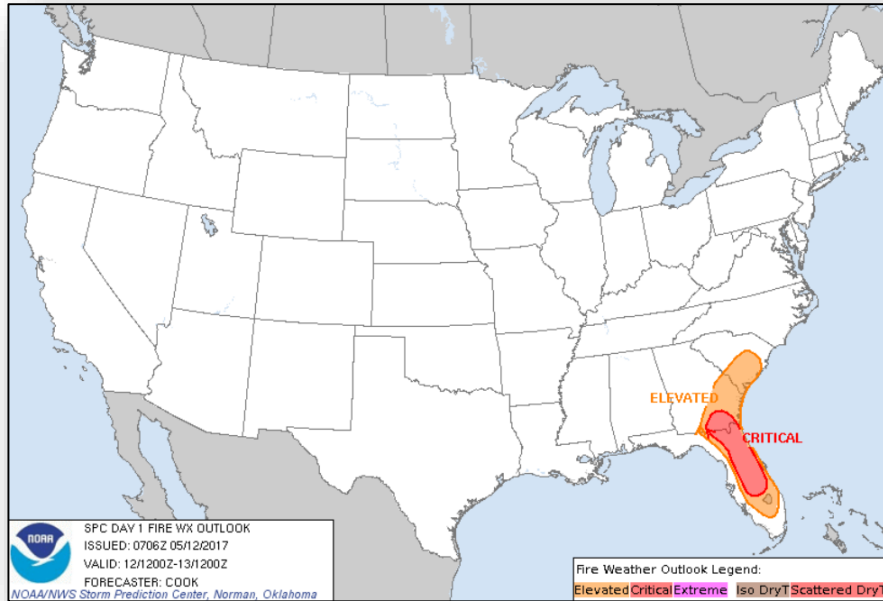 ELEVATED
CRITICAL
NOAA
SPC DAY 1 FIRE WX OUTLOOK
ISSUED: 0706Z 05/12/2017
VALID: 12/1200Z-13/1200Z
FORECASTER: COOK
NOAA/NWS Storm Prediction Center, Norman, Oklahoma
Fire Weather Outlook Legend:
Elevated Critical Extreme Iso DryT Scattered DryT